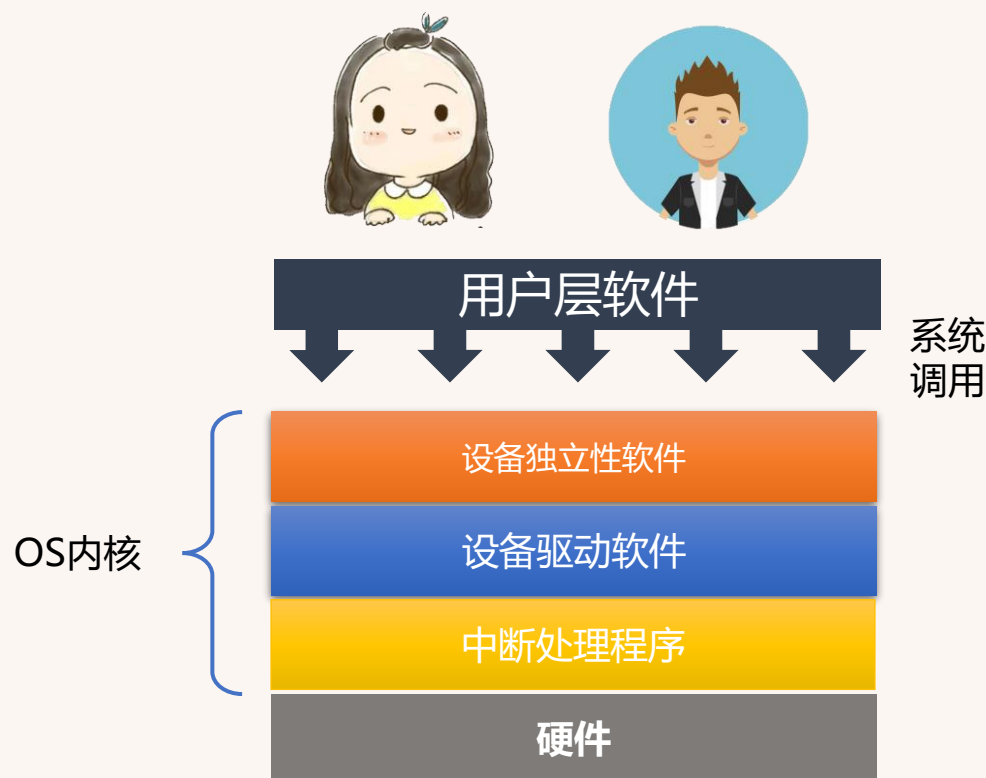 用户层软件
系统
调用
设备独立性软件
OS内核
设备驱动软件
中断处理程序
硬件